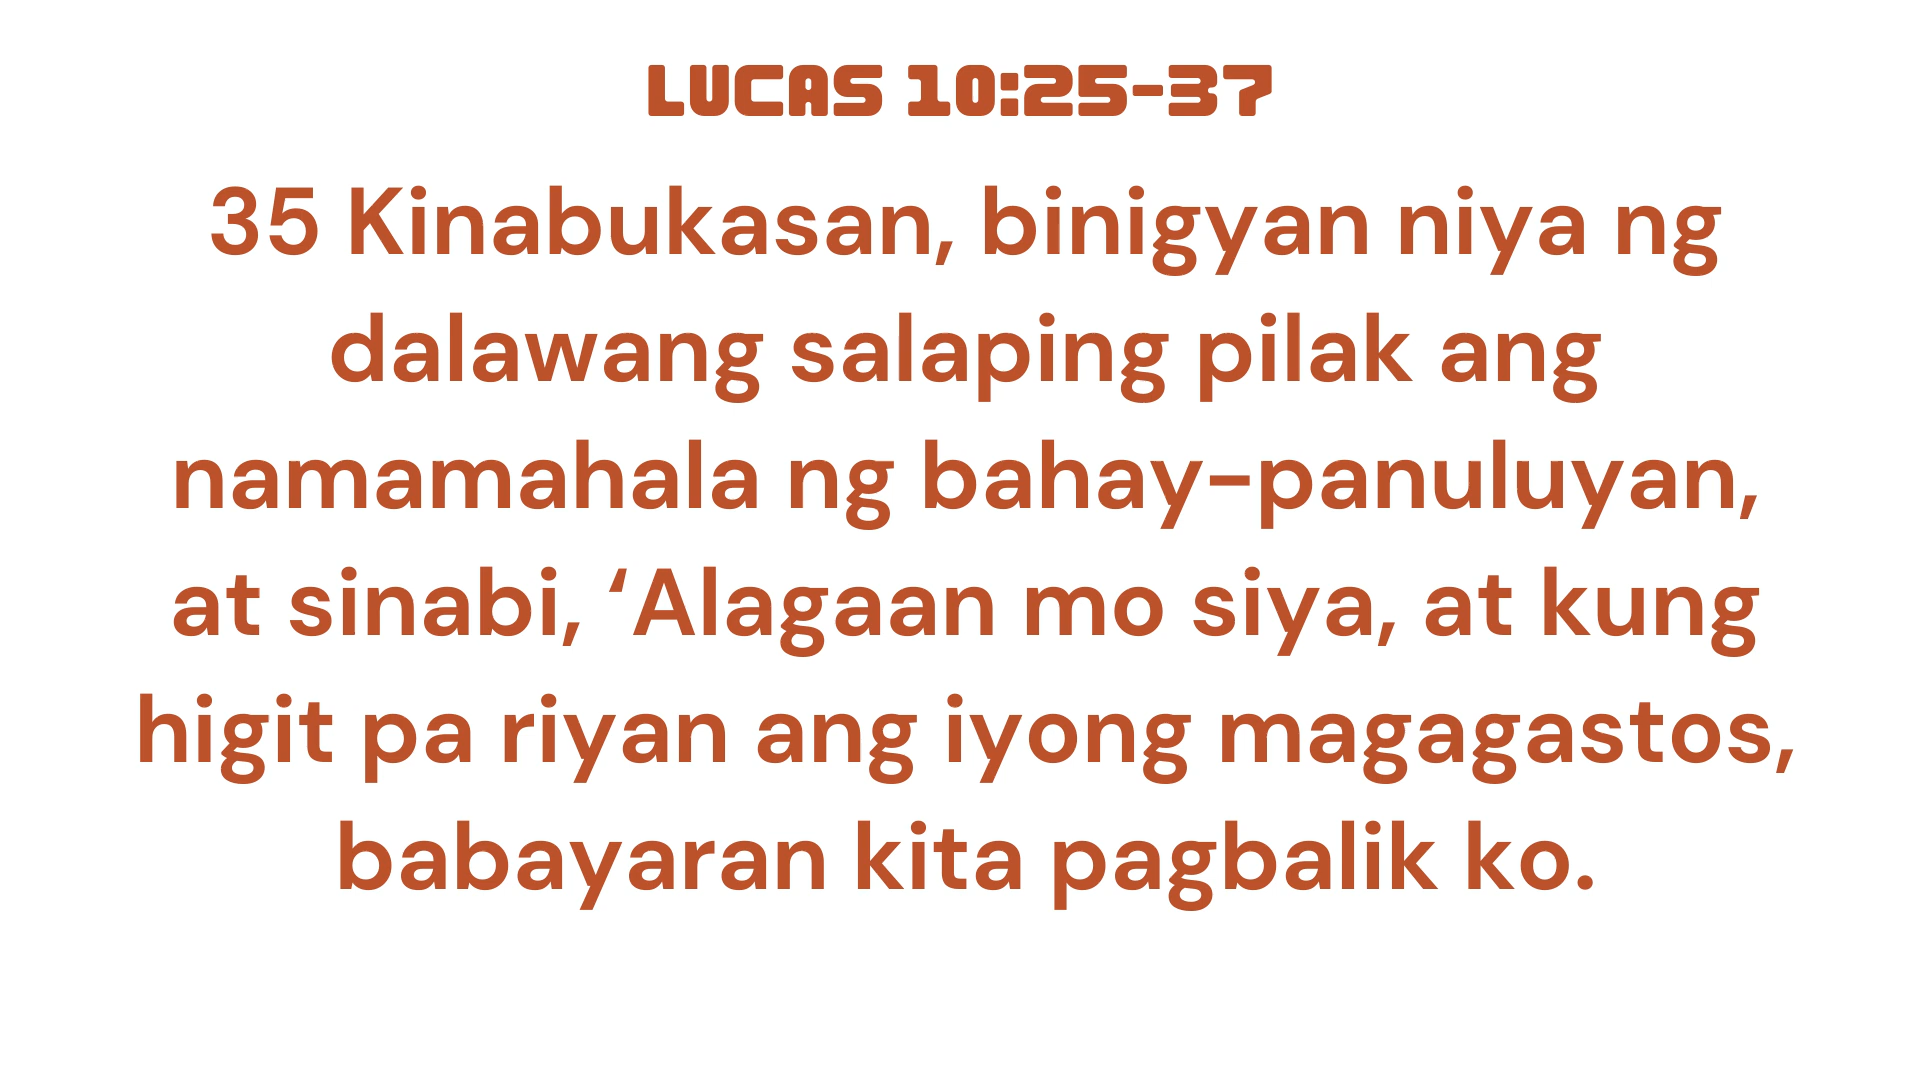 LUCAS 10:25-37
35 Kinabukasan, binigyan niya ng
dalawang salaping pilak ang
namamahala ng bahay-panuluyan,
at sinabi, ‘Alagaan mo siya, at kung
higit pa riyan ang iyong magagastos,
babayaran kita pagbalik ko.